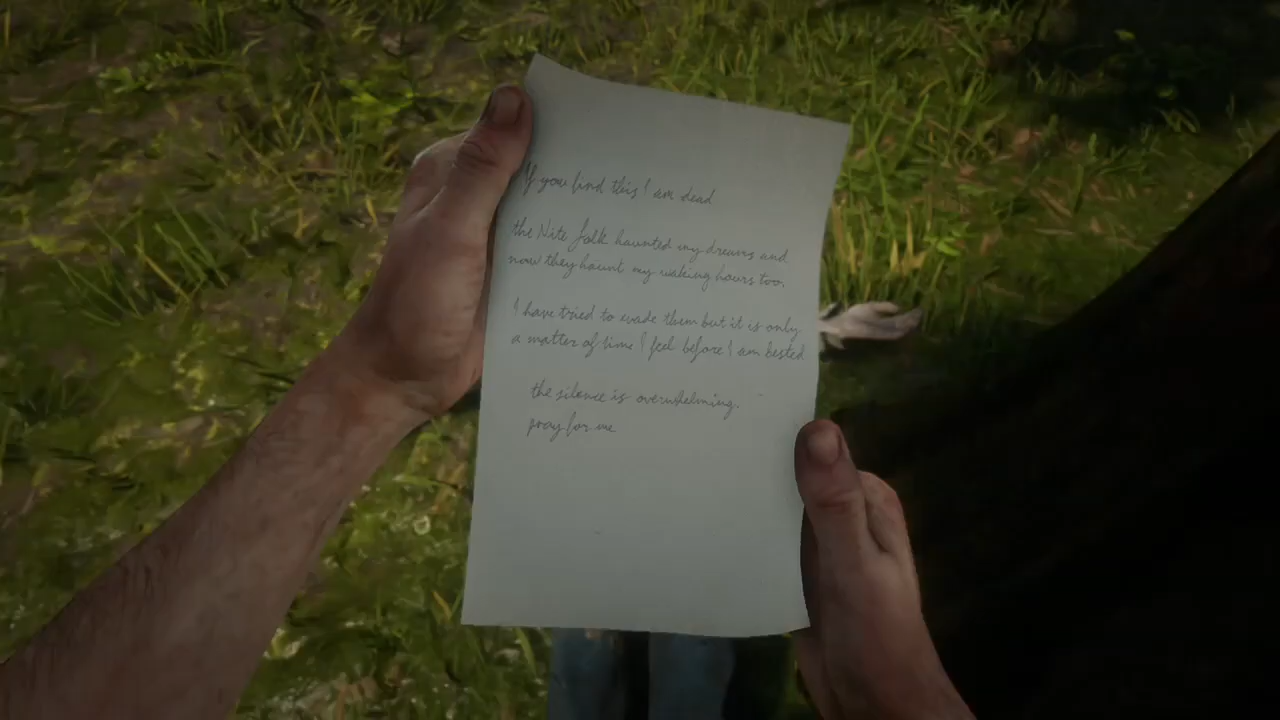 If you find this I am dead
the Nite folk haunted my dreams and
now they haunt my waking hours too.
I have tried to evade them but it is only
a matter of time I feel before I am bested
the silence is overwhelming.
pray for me